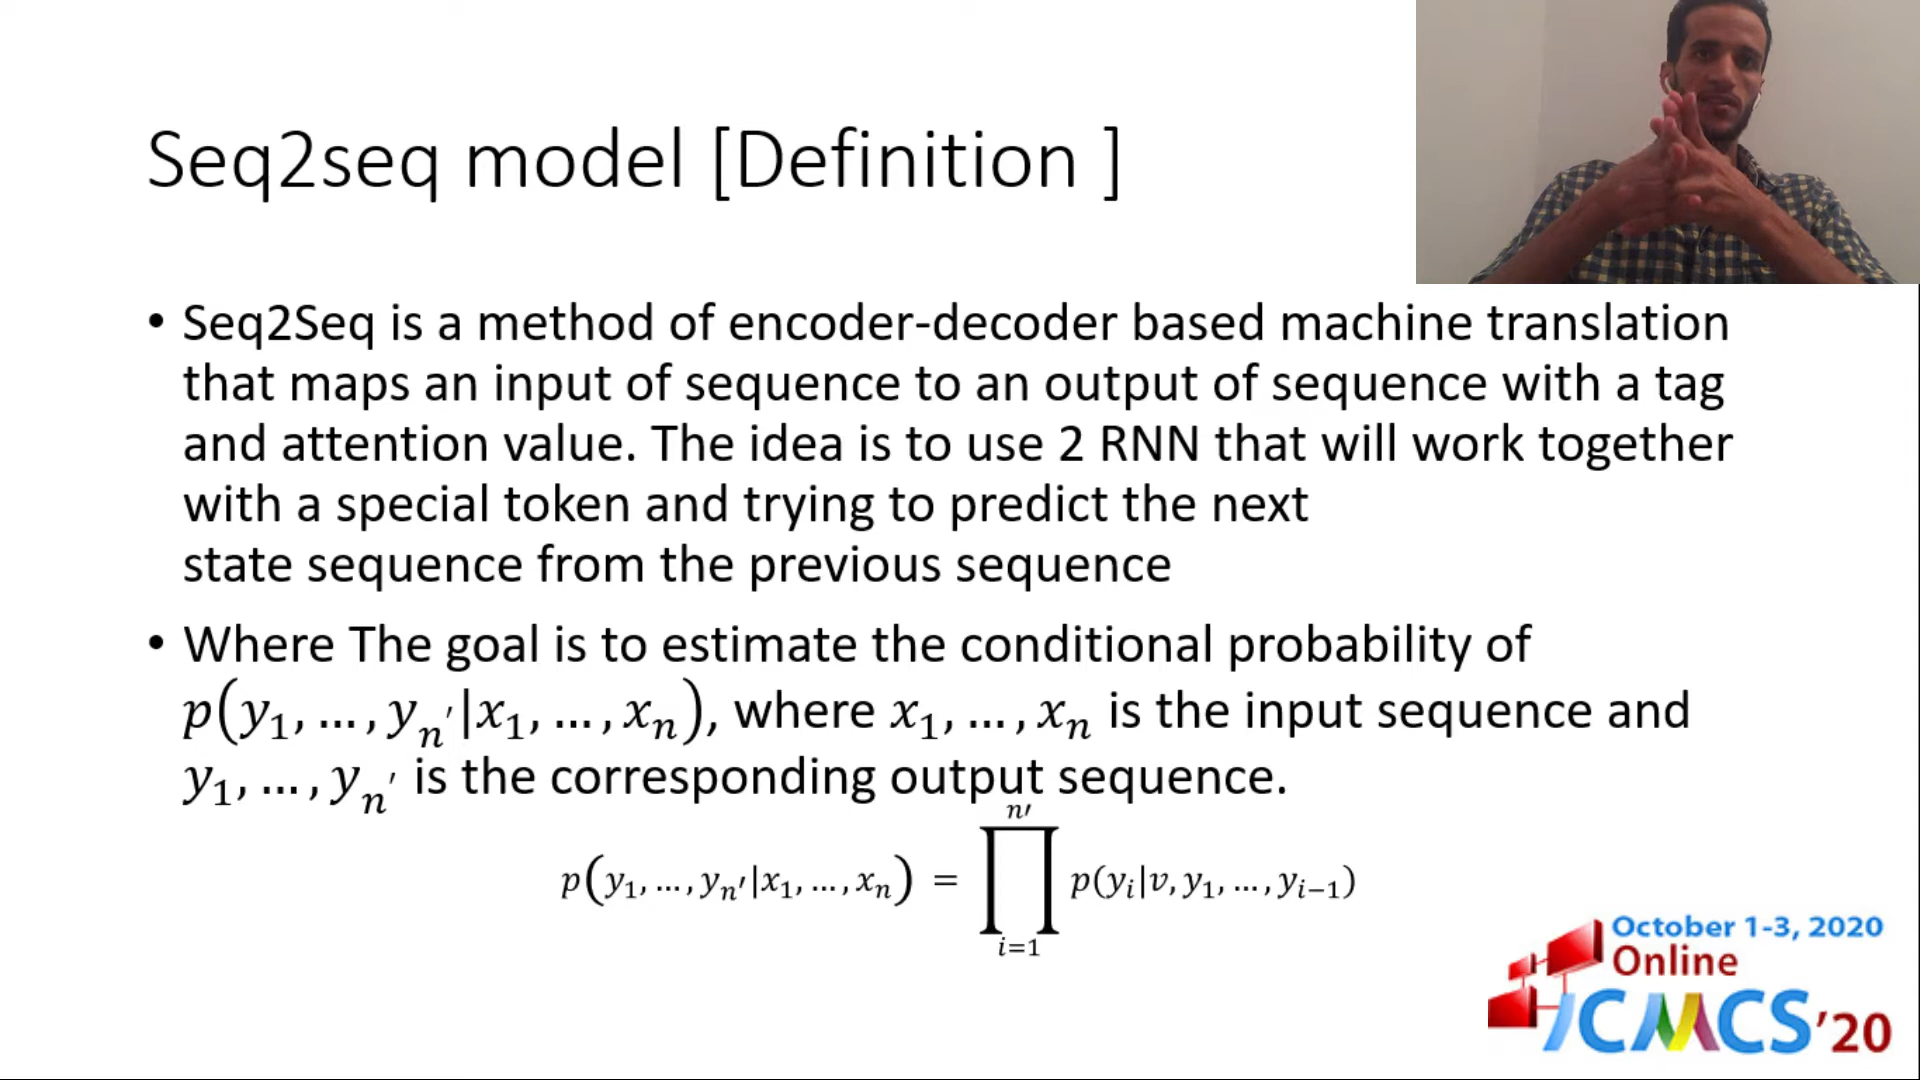 Seq2seq model [Definition ]
• Seq2Seq is a method of encoder-decoder based machine translation
that maps an input of sequence to an output of sequence with a tag
and attention value. The idea is to use 2 RNN that will work together
with a special token and trying to predict the next
state sequence from the previous sequence
• Where The goal is to estimate the conditional probability of
p(y₁, … , yₙ′|x₁, … , xₙ), where x₁, … , xₙ is the input sequence and
y₁, … , yₙ′ is the corresponding output sequence.
p(y₁, … , yₙ′|x₁, … , xₙ) = ∏ᵢ₌₁ⁿ′ p(yᵢ|v, y₁, … , yᵢ₋₁)
October 1-3, 2020
Online
ICMCS'20